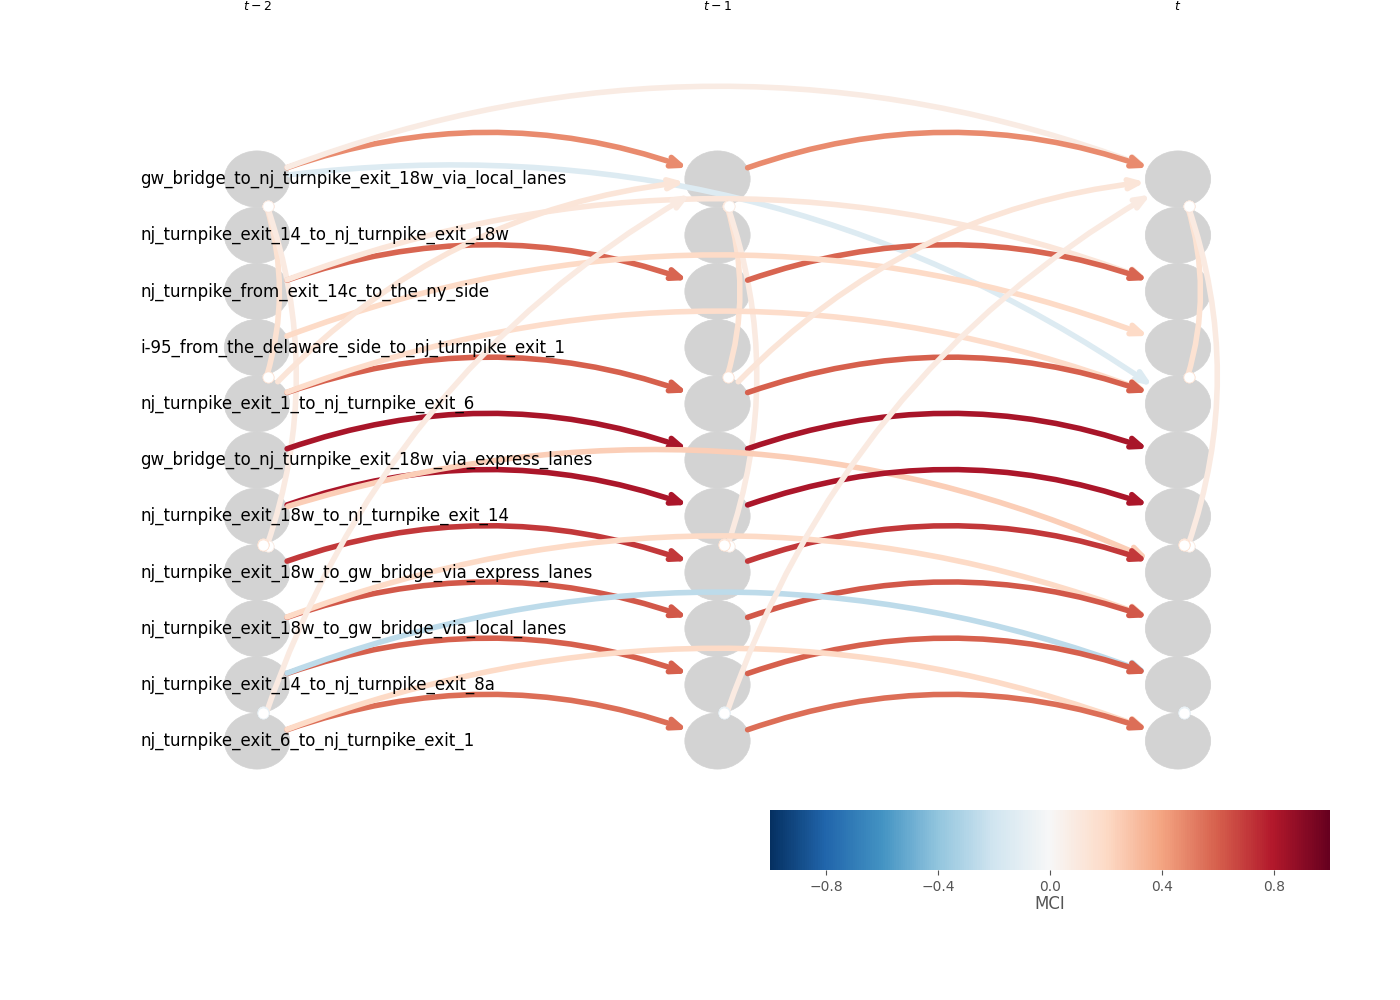 t − 2 t − 1 t
gw_bridge_to_nj_turnpike_exit_18w_via_local_lanes
nj_turnpike_exit_14_to_nj_turnpike_exit_18w
nj_turnpike_from_exit_14c_to_the_ny_side
i-95_from_the_delaware_side_to_nj_turnpike_exit_1
nj_turnpike_exit_1_to_nj_turnpike_exit_6
gw_bridge_to_nj_turnpike_exit_18w_via_express_lanes
nj_turnpike_exit_18w_to_nj_turnpike_exit_14
nj_turnpike_exit_18w_to_gw_bridge_via_express_lanes
nj_turnpike_exit_18w_to_gw_bridge_via_local_lanes
nj_turnpike_exit_14_to_nj_turnpike_exit_8a
nj_turnpike_exit_6_to_nj_turnpike_exit_1
−0.8 −0.4 0.0 0.4 0.8
MCI